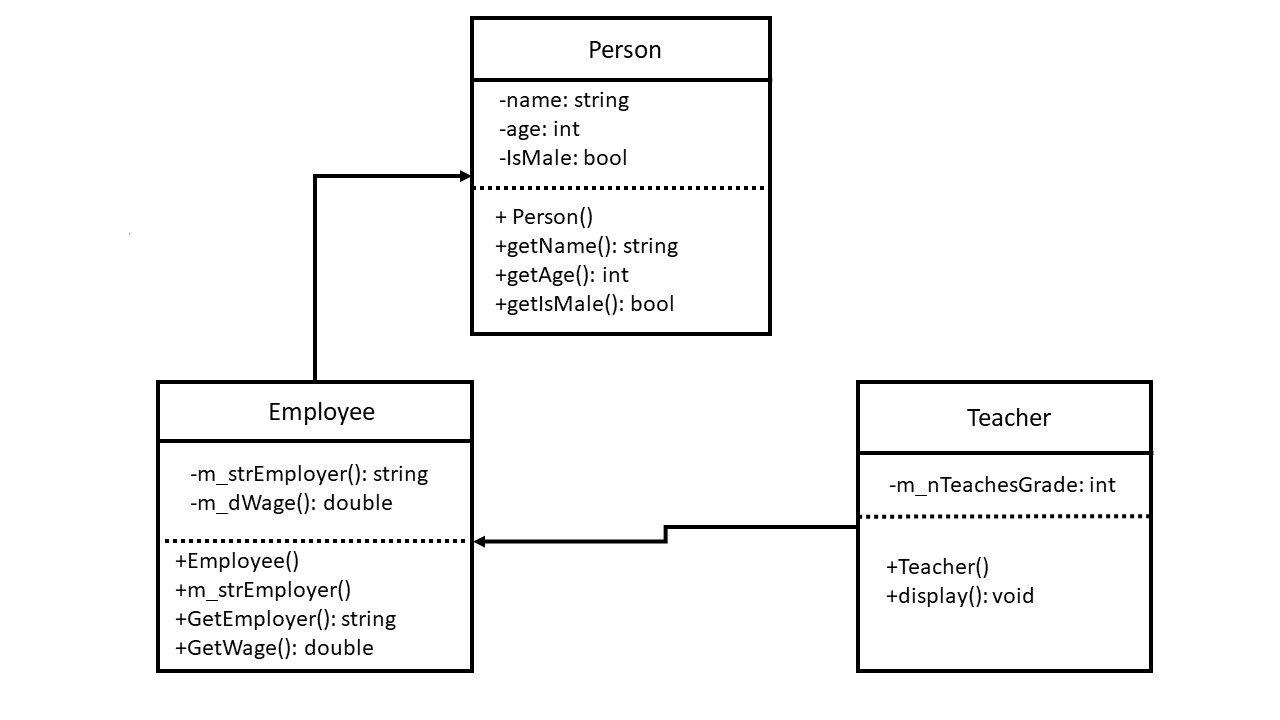 Person
-name: string
-age: int
-IsMale: bool
+ Person()
+getName(): string
+getAge(): int
+getIsMale(): bool
Employee
-m_strEmployer(): string
-m_dWage(): double
+Employee()
+m_strEmployer()
+GetEmployer(): string
+GetWage(): double
Teacher
-m_nTeachesGrade: int
+Teacher()
+display(): void